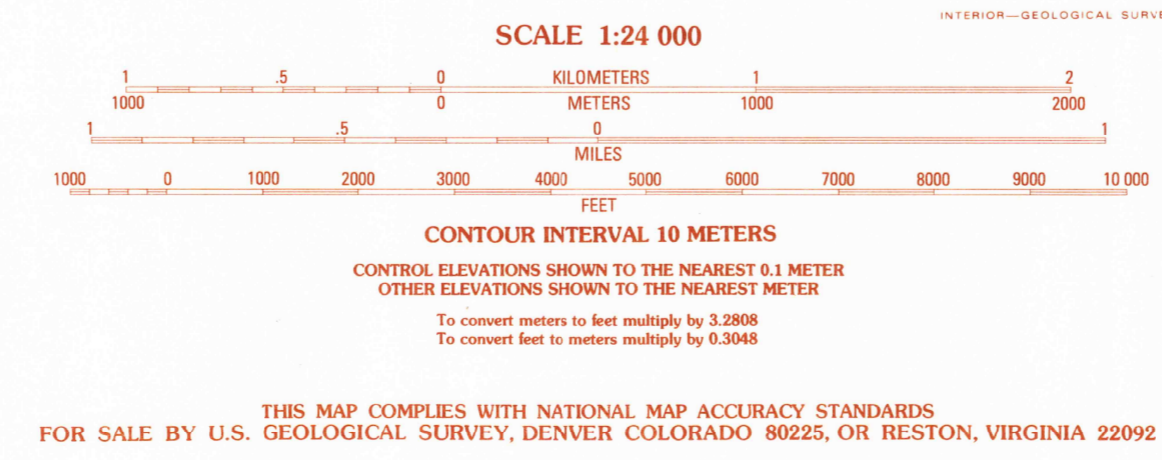 INTERIOR—GEOLOGICAL
SCALE 1:24 000
1 .5 0 KILOMETERS 1 2
1000 0 METERS 1000 2000
1 .5 0 1
MILES
1000 0 1000 2000 3000 4000 5000 6000 7000 8000 9000 10 000
FEET
CONTOUR INTERVAL 10 METERS
CONTROL ELEVATIONS SHOWN TO THE NEAREST 0.1 METER
OTHER ELEVATIONS SHOWN TO THE NEAREST METER
To convert meters to feet multiply by 3.2808
To convert feet to meters multiply by 0.3048
THIS MAP COMPLIES WITH NATIONAL MAP ACCURACY STANDARDS
FOR SALE BY U.S. GEOLOGICAL SURVEY, DENVER COLORADO 80225, OR RESTON, VIRGINIA 22092